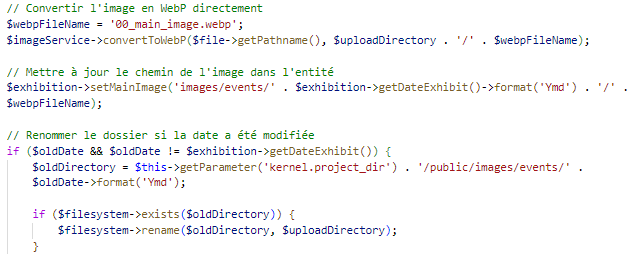 // Convertir l'image en WebP directement
$webpFileName = '00_main_image.webp';
$imageService->convertToWebP($file->getPathname(), $uploadDirectory . '/' . $webpFileName);

// Mettre à jour le chemin de l'image dans l'entité
$exhibition->setMainImage('images/events/' . $exhibition->getDateExhibit()->format('Ymd') . '/' .
$webpFileName);

// Renommer le dossier si la date a été modifiée
if ($oldDate && $oldDate != $exhibition->getDateExhibit()) {
    $oldDirectory = $this->getParameter('kernel.project_dir') . '/public/images/events/' .
    $oldDate->format('Ymd');

    if ($filesystem->exists($oldDirectory)) {
        $filesystem->rename($oldDirectory, $uploadDirectory);
    }